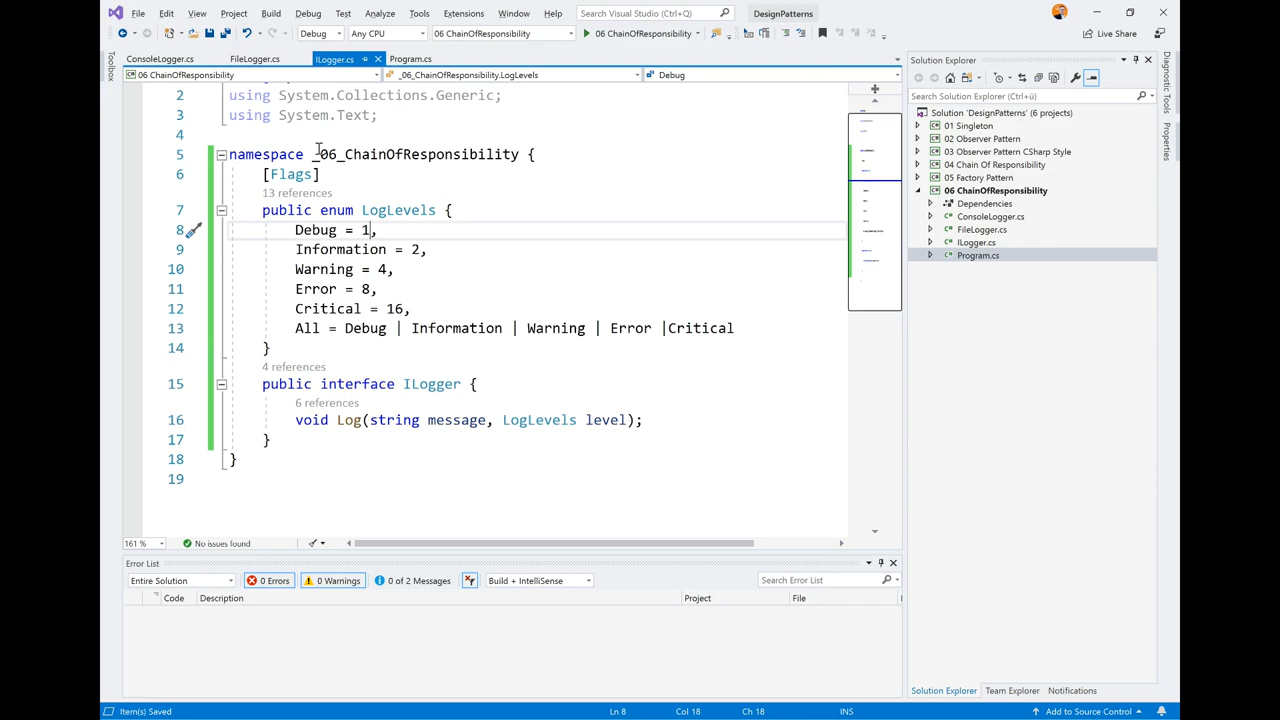 File Edit View Project Build Debug Test Analyze Tools Extensions Window Help Search Visual Studio (Ctrl+Q) DesignPatterns
Debug Any CPU 06 ChainOfResponsibility 06 ChainOfResponsibility Live Share
Toolbox
ConsoleLogger.cs FileLogger.cs ILogger.cs Program.cs
06 ChainOfResponsibility _06_ChainOfResponsibility.LogLevels Debug
2 using System.Collections.Generic;
3 using System.Text;
4
5 namespace _06_ChainOfResponsibility {
6 [Flags]
13 references
7 public enum LogLevels {
8 Debug = 1,
9 Information = 2,
10 Warning = 4,
11 Error = 8,
12 Critical = 16,
13 All = Debug | Information | Warning | Error |Critical
14 }
4 references
15 public interface ILogger {
6 references
16 void Log(string message, LogLevels level);
17 }
18 }
19
161 % No issues found
Error List
Entire Solution 0 Errors 0 Warnings 0 of 2 Messages Build + IntelliSense Search Error List
Code Description Project File
Solution Explorer
Search Solution Explorer (Ctrl+ü)
Solution 'DesignPatterns' (6 projects)
01 Singleton
02 Observer Pattern
03 Observer Pattern CSharp Style
04 Chain Of Responsibility
05 Factory Pattern
06 ChainOfResponsibility
Dependencies
ConsoleLogger.cs
FileLogger.cs
ILogger.cs
Program.cs
Solution Explorer Team Explorer Notifications
Diagnostic Tools
Properties
Item(s) Saved Ln 8 Col 18 Ch 18 INS Add to Source Control